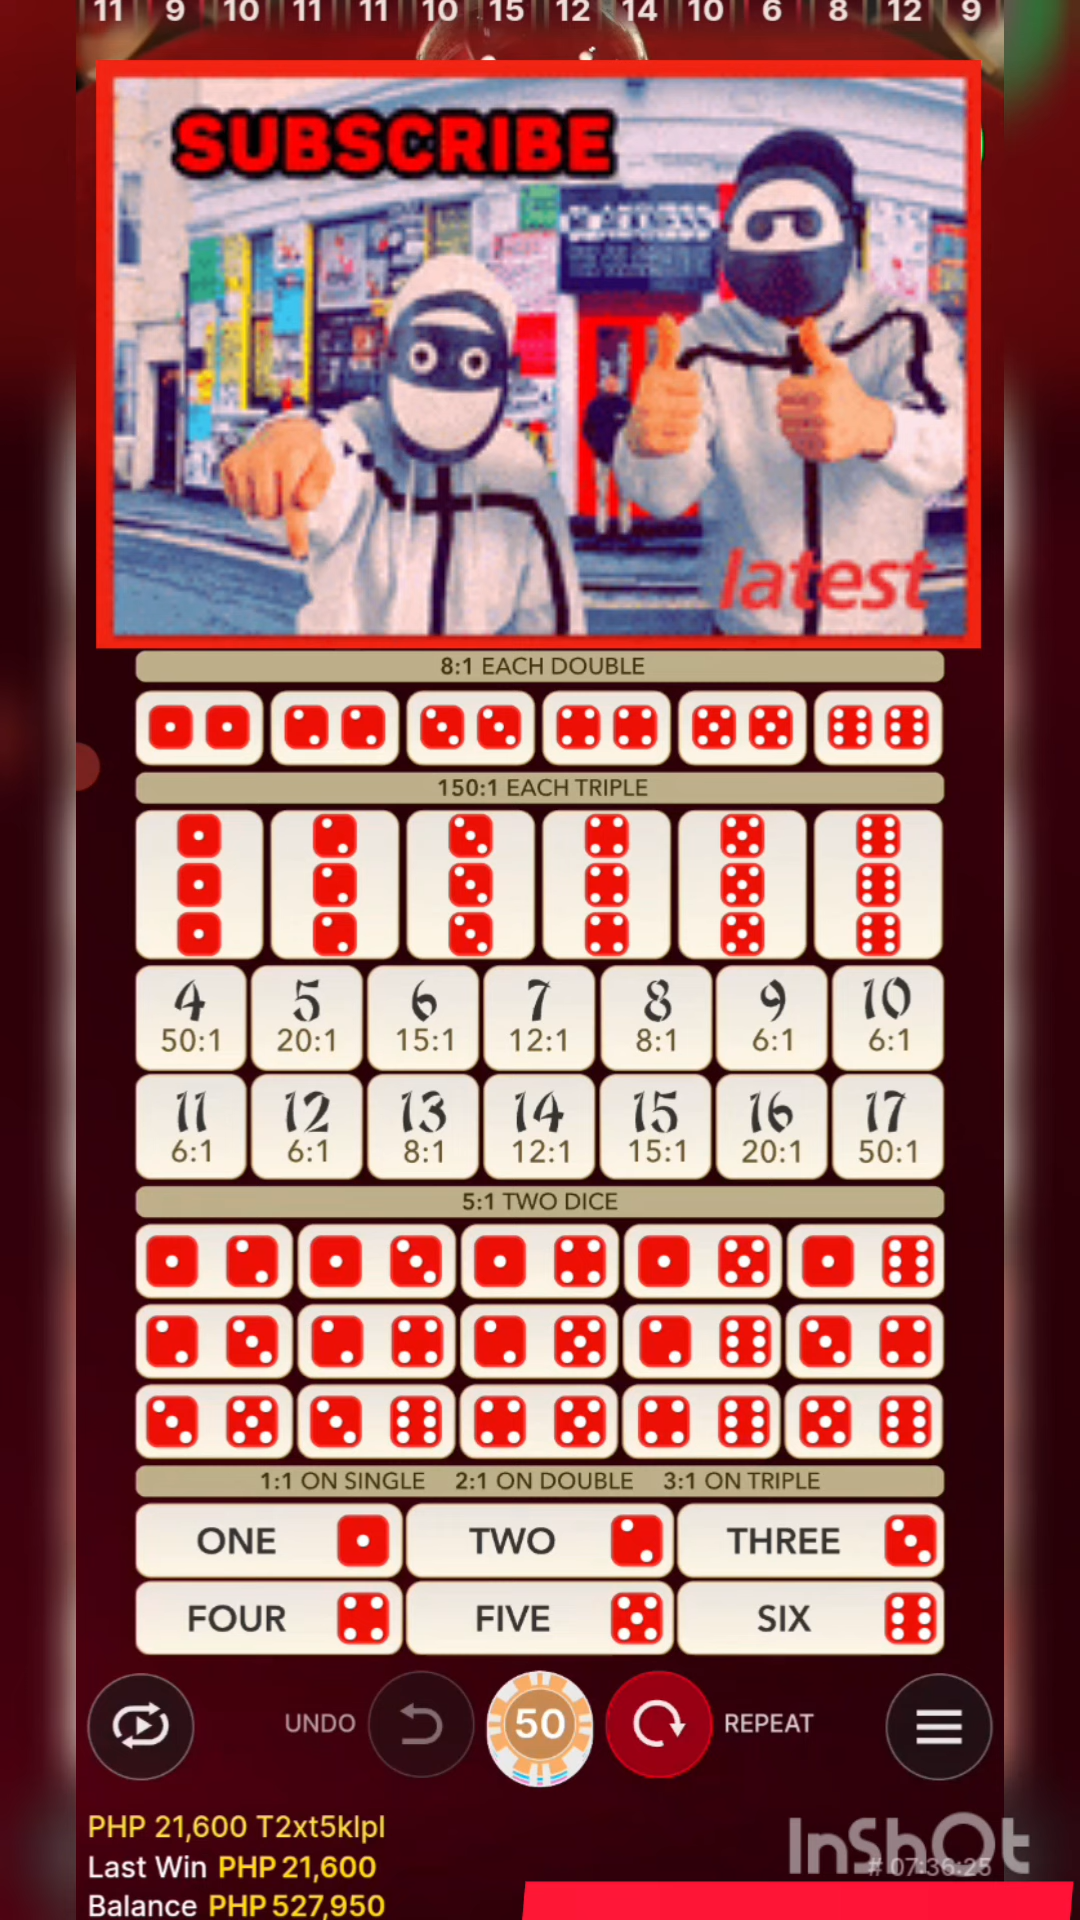 11 9 10 11 11 10 15 12 14 10 6 8 12 9
SUBSCRIBE
latest
8:1 EACH DOUBLE
150:1 EACH TRIPLE
4 5 6 7 8 9 10
50:1 20:1 15:1 12:1 8:1 6:1 6:1
11 12 13 14 15 16 17
6:1 6:1 8:1 12:1 15:1 20:1 50:1
5:1 TWO DICE
1:1 ON SINGLE 2:1 ON DOUBLE 3:1 ON TRIPLE
ONE TWO THREE
FOUR FIVE SIX
UNDO 50 REPEAT
PHP 21,600 T2xt5klpl
Last Win PHP 21,600
Balance PHP 527,950
InShOt
# 07:36:25